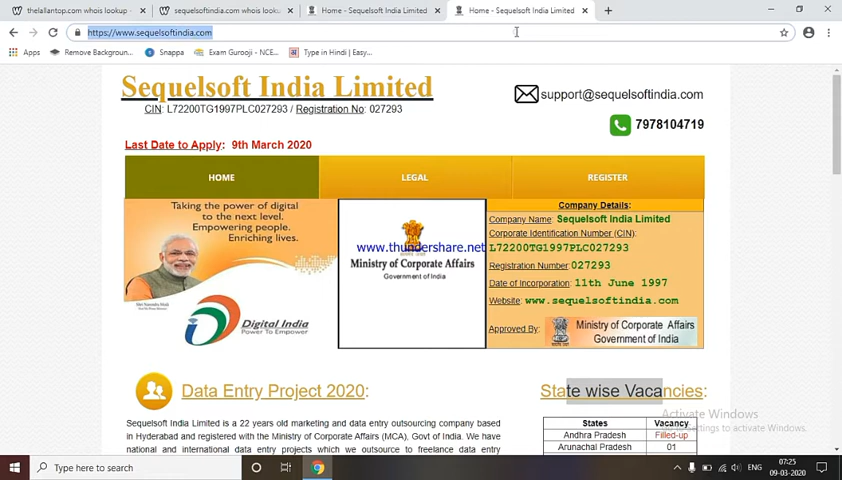 thelallantop.com whois lookup -
sequelsoftindia.com whois lookup
Home - Sequelsoft India Limited
Home - Sequelsoft India Limited
https://www.sequelsoftindia.com
Apps
Remove Backgroun...
Snappa
Exam Gurooji - NCE...
Type in Hindi | Easy...
Sequelsoft India Limited
CIN: L72200TG1997PLC027293 / Registration No: 027293
support@sequelsoftindia.com
7978104719
Last Date to Apply: 9th March 2020
HOME
LEGAL
REGISTER
Taking the power of digital
to the next level.
Empowering people.
Enriching lives.
Shri Narendra Modi
Digital India
Power To Empower
www.thundershare.net
Ministry of Corporate Affairs
Government of India
Company Details:
Company Name: Sequelsoft India Limited
Corporate Identification Number (CIN):
L72200TG1997PLC027293
Registration Number: 027293
Date of Incorporation: 11th June 1997
Website: www.sequelsoftindia.com
Approved By:
Ministry of Corporate Affairs
Government of India
Data Entry Project 2020:
State wise Vacancies:
Sequelsoft India Limited is a 22 years old marketing and data entry outsourcing company based
in Hyderabad and registered with the Ministry of Corporate Affairs (MCA), Govt of India. We have
national and international data entry projects which we outsource to freelance data entry
States Vacancy
Andhra Pradesh Filled-up
Arunachal Pradesh 01
Activate Windows
settings to activate Windows.
Type here to search
ENG
07:25
09-03-2020